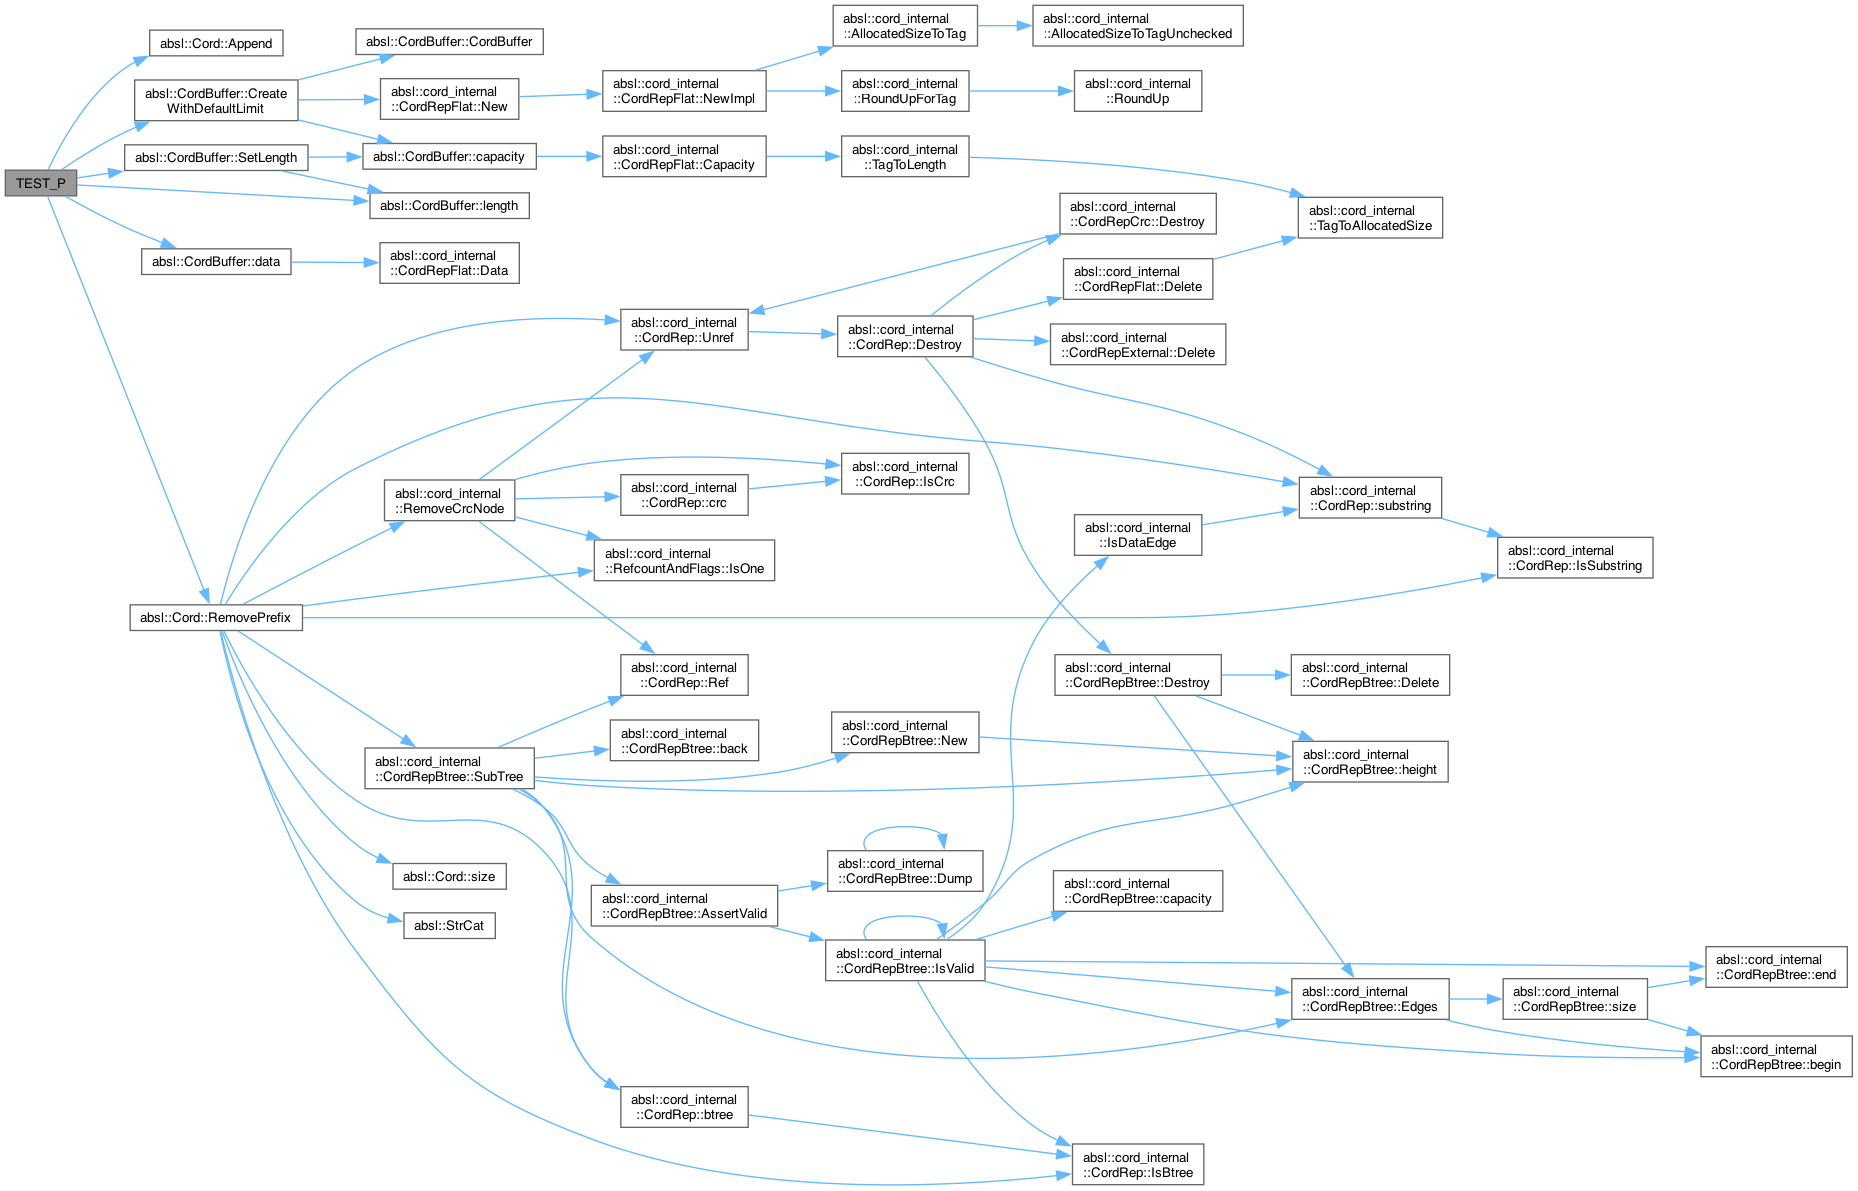 TEST_P
absl::Cord::Append
absl::CordBuffer::Create
WithDefaultLimit
absl::CordBuffer::SetLength
absl::CordBuffer::data
absl::Cord::RemovePrefix
absl::CordBuffer::CordBuffer
absl::cord_internal
::CordRepFlat::New
absl::CordBuffer::capacity
absl::CordBuffer::length
absl::cord_internal
::CordRepFlat::Data
absl::cord_internal
::RemoveCrcNode
absl::cord_internal
::CordRepBtree::SubTree
absl::Cord::size
absl::StrCat
absl::cord_internal
::CordRepFlat::NewImpl
absl::cord_internal
::CordRepFlat::Capacity
absl::cord_internal
::CordRep::Unref
absl::cord_internal
::CordRep::crc
absl::cord_internal
::RefcountAndFlags::IsOne
absl::cord_internal
::CordRep::Ref
absl::cord_internal
::CordRepBtree::back
absl::cord_internal
::CordRepBtree::AssertValid
absl::cord_internal
::CordRep::btree
absl::cord_internal
::AllocatedSizeToTag
absl::cord_internal
::RoundUpForTag
absl::cord_internal
::TagToLength
absl::cord_internal
::CordRep::Destroy
absl::cord_internal
::CordRep::IsCrc
absl::cord_internal
::CordRepBtree::New
absl::cord_internal
::CordRepBtree::Dump
absl::cord_internal
::CordRepBtree::IsValid
absl::cord_internal
::AllocatedSizeToTagUnchecked
absl::cord_internal
::RoundUp
absl::cord_internal
::CordRepCrc::Destroy
absl::cord_internal
::CordRepFlat::Delete
absl::cord_internal
::CordRepExternal::Delete
absl::cord_internal
::IsDataEdge
absl::cord_internal
::CordRepBtree::Destroy
absl::cord_internal
::CordRepBtree::capacity
absl::cord_internal
::CordRep::IsBtree
absl::cord_internal
::TagToAllocatedSize
absl::cord_internal
::CordRep::substring
absl::cord_internal
::CordRepBtree::Delete
absl::cord_internal
::CordRepBtree::height
absl::cord_internal
::CordRepBtree::Edges
absl::cord_internal
::CordRep::IsSubstring
absl::cord_internal
::CordRepBtree::size
absl::cord_internal
::CordRepBtree::end
absl::cord_internal
::CordRepBtree::begin